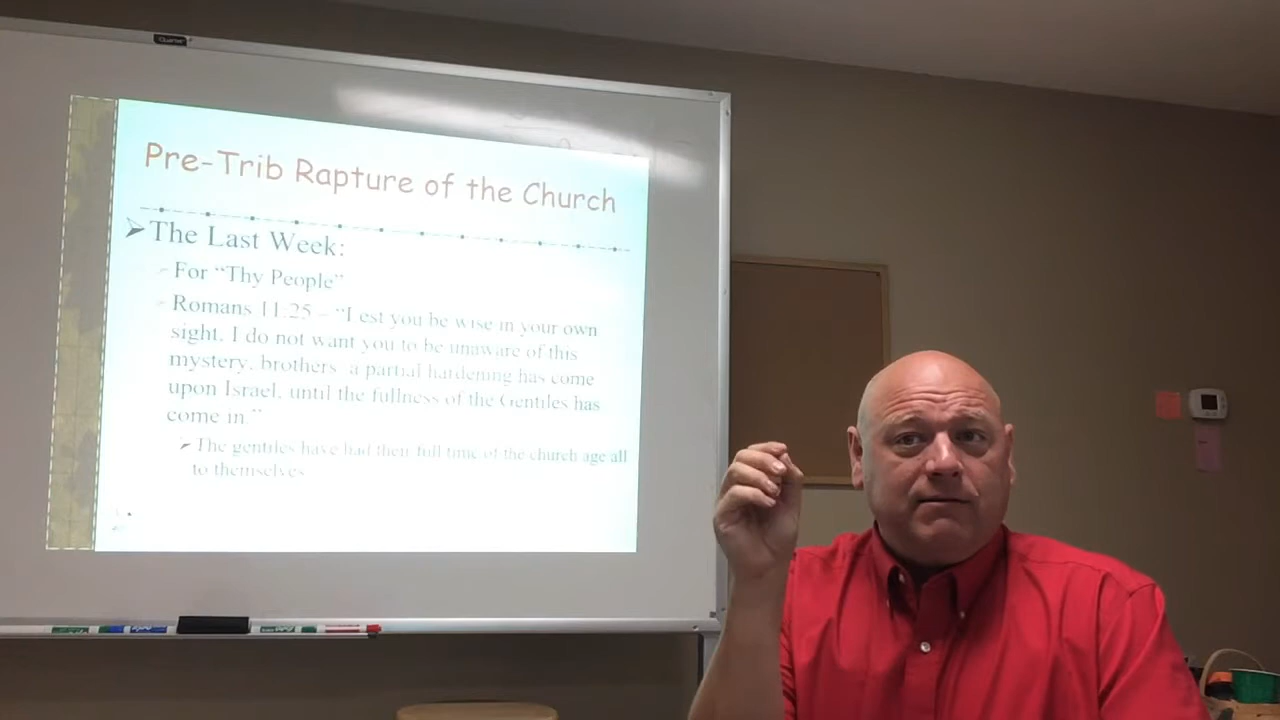 Quartet
Pre-Trib Rapture of the Church
The Last Week:
For "Thy People"
Romans 11:25 – "Lest you be wise in your own
sight, I do not want you to be unaware of this
mystery, brothers: a partial hardening has come
upon Israel, until the fullness of the Gentiles has
come in."
The gentiles have had their full time of the church age all
to themselves